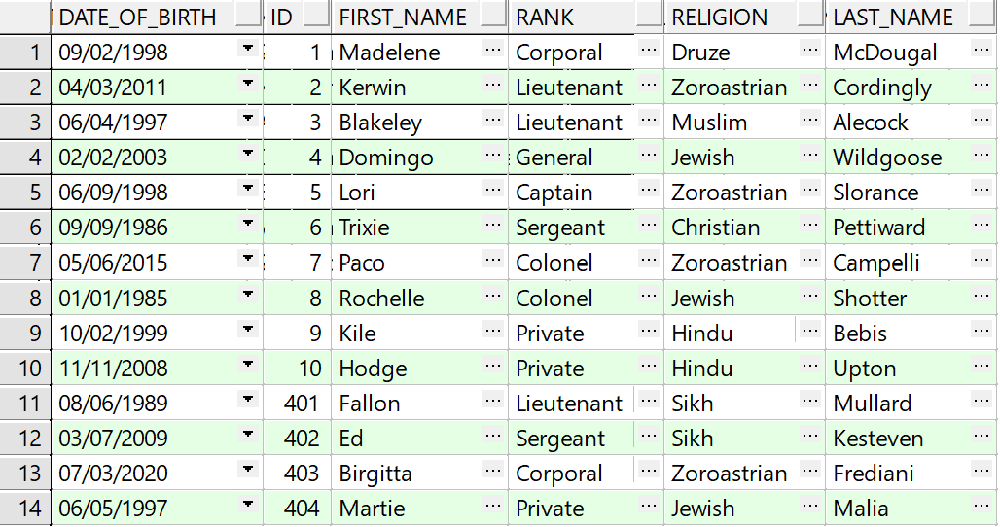 DATE_OF_BIRTH ID FIRST_NAME RANK RELIGION LAST_NAME
1 09/02/1998 1 Madelene Corporal Druze McDougal
2 04/03/2011 2 Kerwin Lieutenant Zoroastrian Cordingly
3 06/04/1997 3 Blakeley Lieutenant Muslim Alecock
4 02/02/2003 4 Domingo General Jewish Wildgoose
5 06/09/1998 5 Lori Captain Zoroastrian Slorance
6 09/09/1986 6 Trixie Sergeant Christian Pettiward
7 05/06/2015 7 Paco Colonel Zoroastrian Campelli
8 01/01/1985 8 Rochelle Colonel Jewish Shotter
9 10/02/1999 9 Kile Private Hindu Bebis
10 11/11/2008 10 Hodge Private Hindu Upton
11 08/06/1989 401 Fallon Lieutenant Sikh Mullard
12 03/07/2009 402 Ed Sergeant Sikh Kesteven
13 07/03/2020 403 Birgitta Corporal Zoroastrian Frediani
14 06/05/1997 404 Martie Private Jewish Malia